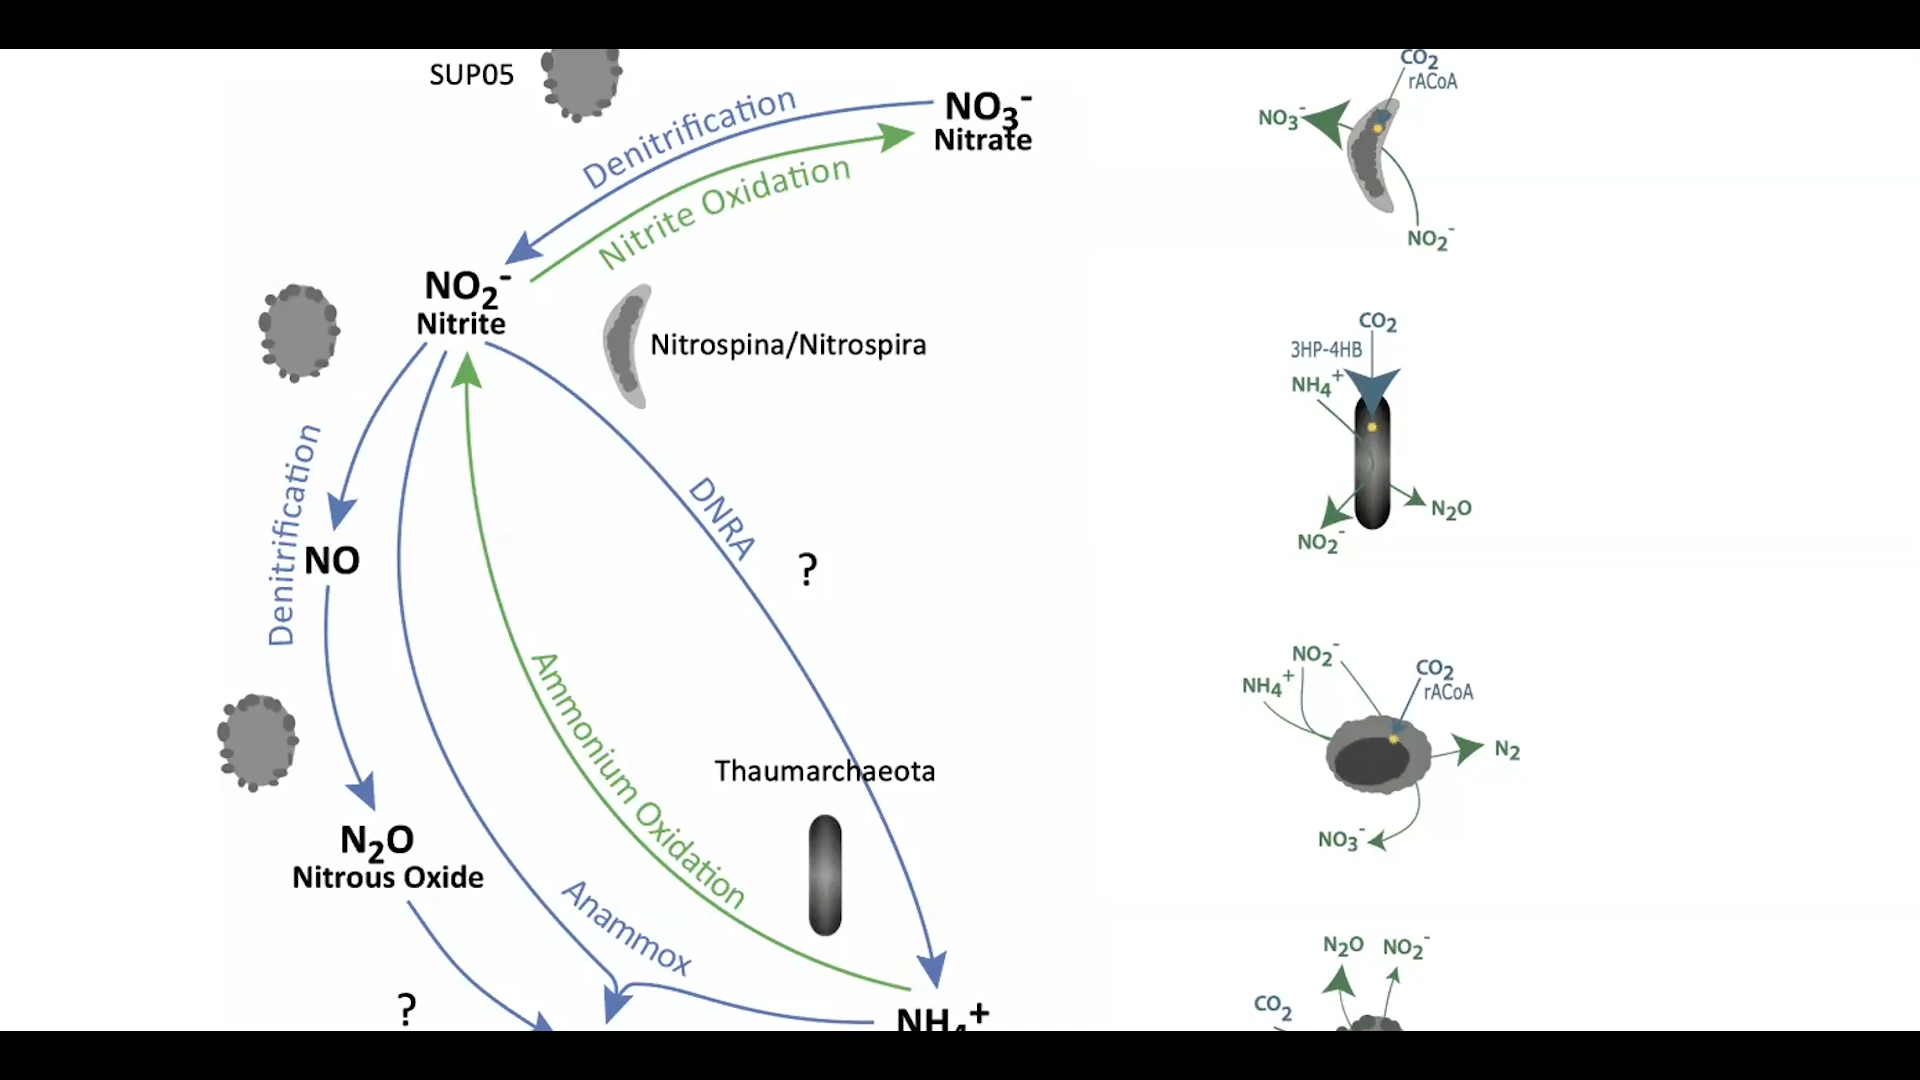 SUP05
Denitrification
NO₃⁻
Nitrate
Nitrite Oxidation
NO₂⁻
Nitrite
Nitrospina/Nitrospira
Denitrification
NO
DNRA
?
Ammonium Oxidation
Thaumarchaeota
N₂O
Nitrous Oxide
Anammox
?
NH₄⁺
CO₂
rACoA
NO₃⁻
NO₂⁻
CO₂
3HP-4HB
NH₄⁺
N₂O
NO₂⁻
NO₂⁻
CO₂
NH₄⁺
rACoA
N₂
NO₃⁻
N₂O NO₂⁻
CO₂